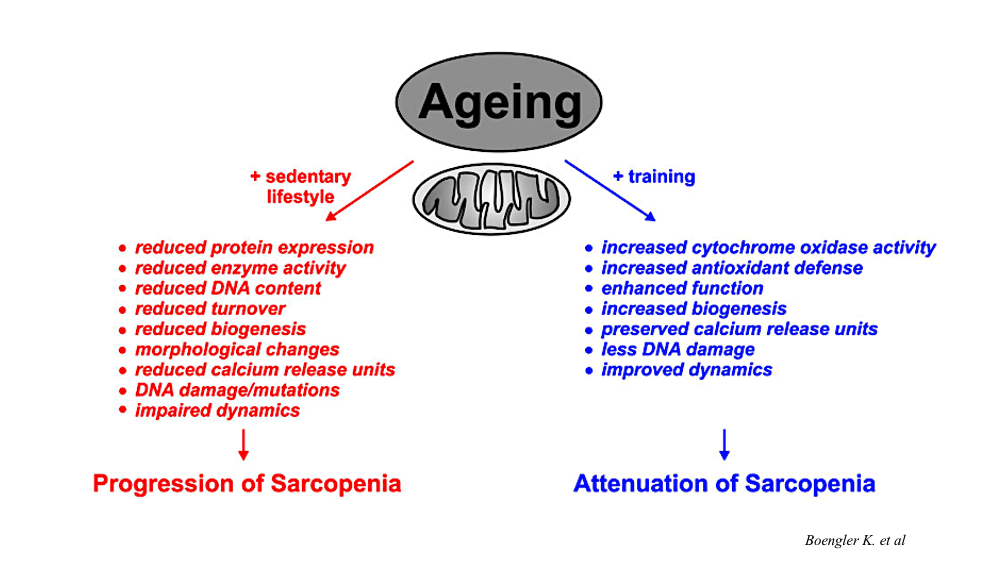 Ageing
+ sedentary
lifestyle
+ training
• reduced protein expression
• reduced enzyme activity
• reduced DNA content
• reduced turnover
• reduced biogenesis
• morphological changes
• reduced calcium release units
• DNA damage/mutations
• impaired dynamics
Progression of Sarcopenia
• increased cytochrome oxidase activity
• increased antioxidant defense
• enhanced function
• increased biogenesis
• preserved calcium release units
• less DNA damage
• improved dynamics
Attenuation of Sarcopenia
Boengler K. et al